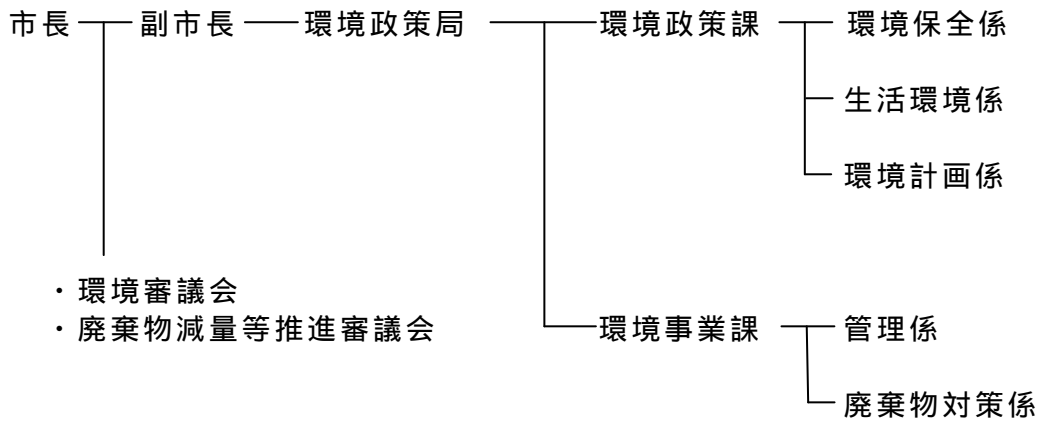 市長 副市長 環境政策局 環境政策課 環境保全係
生活環境係
環境計画係
・環境審議会
・廃棄物減量等推進審議会
環境事業課 管理係
廃棄物対策係